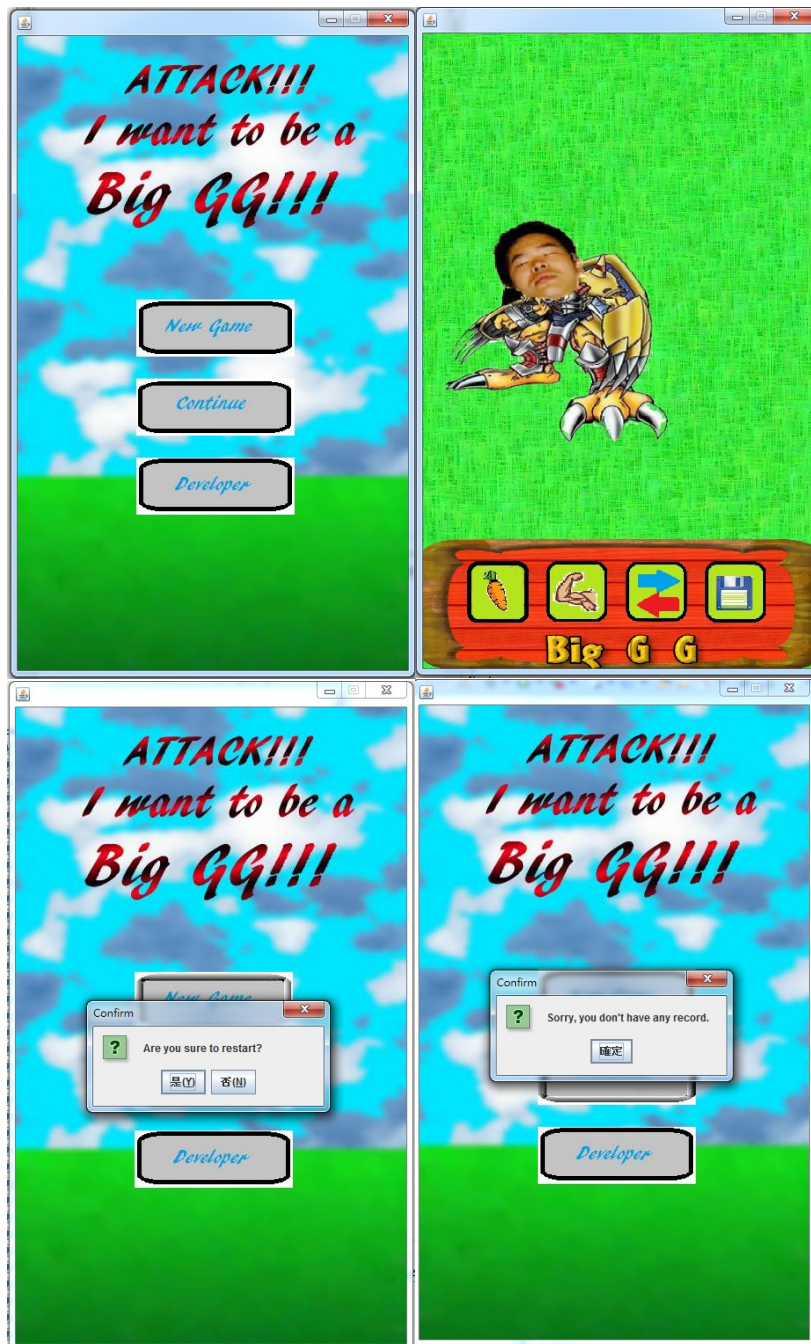 ATTACK!!!
I want to be a
Big GG!!!
New Game
Continue
Developer
Big G G
ATTACK!!!
I want to be a
Big GG!!!
New Game
Confirm
Are you sure to restart?
是(Y) 否(N)
Developer
ATTACK!!!
I want to be a
Big GG!!!
Confirm
Sorry, you don't have any record.
確定
Developer